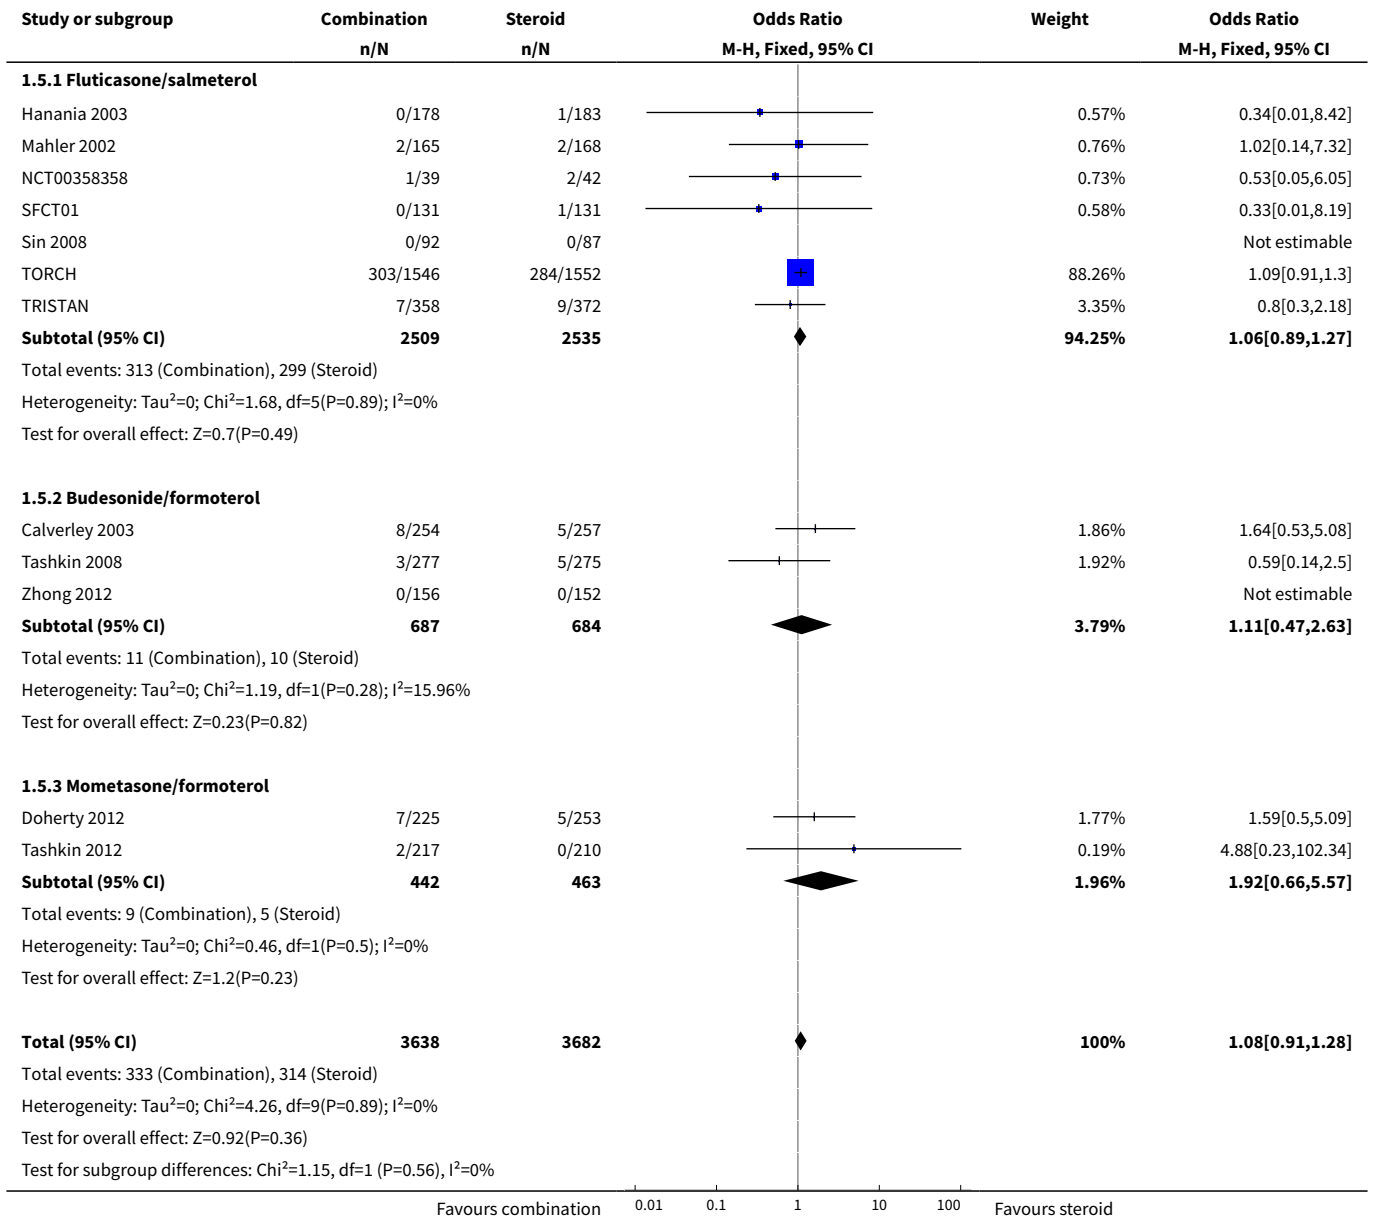 Study or subgroup Combination Steroid Odds Ratio Weight Odds Ratio
n/N n/N M-H, Fixed, 95% CI M-H, Fixed, 95% CI
1.5.1 Fluticasone/salmeterol
Hanania 2003 0/178 1/183 0.57% 0.34[0.01,8.42]
Mahler 2002 2/165 2/168 0.76% 1.02[0.14,7.32]
NCT00358358 1/39 2/42 0.73% 0.53[0.05,6.05]
SFCT01 0/131 1/131 0.58% 0.33[0.01,8.19]
Sin 2008 0/92 0/87 Not estimable
TORCH 303/1546 284/1552 88.26% 1.09[0.91,1.3]
TRISTAN 7/358 9/372 3.35% 0.8[0.3,2.18]
Subtotal (95% CI) 2509 2535 94.25% 1.06[0.89,1.27]
Total events: 313 (Combination), 299 (Steroid)
Heterogeneity: Tau²=0; Chi²=1.68, df=5(P=0.89); I²=0%
Test for overall effect: Z=0.7(P=0.49)
1.5.2 Budesonide/formoterol
Calverley 2003 8/254 5/257 1.86% 1.64[0.53,5.08]
Tashkin 2008 3/277 5/275 1.92% 0.59[0.14,2.5]
Zhong 2012 0/156 0/152 Not estimable
Subtotal (95% CI) 687 684 3.79% 1.11[0.47,2.63]
Total events: 11 (Combination), 10 (Steroid)
Heterogeneity: Tau²=0; Chi²=1.19, df=1(P=0.28); I²=15.96%
Test for overall effect: Z=0.23(P=0.82)
1.5.3 Mometasone/formoterol
Doherty 2012 7/225 5/253 1.77% 1.59[0.5,5.09]
Tashkin 2012 2/217 0/210 0.19% 4.88[0.23,102.34]
Subtotal (95% CI) 442 463 1.96% 1.92[0.66,5.57]
Total events: 9 (Combination), 5 (Steroid)
Heterogeneity: Tau²=0; Chi²=0.46, df=1(P=0.5); I²=0%
Test for overall effect: Z=1.2(P=0.23)
Total (95% CI) 3638 3682 100% 1.08[0.91,1.28]
Total events: 333 (Combination), 314 (Steroid)
Heterogeneity: Tau²=0; Chi²=4.26, df=9(P=0.89); I²=0%
Test for overall effect: Z=0.92(P=0.36)
Test for subgroup differences: Chi²=1.15, df=1 (P=0.56), I²=0%
Favours combination 0.01 0.1 1 10 100 Favours steroid